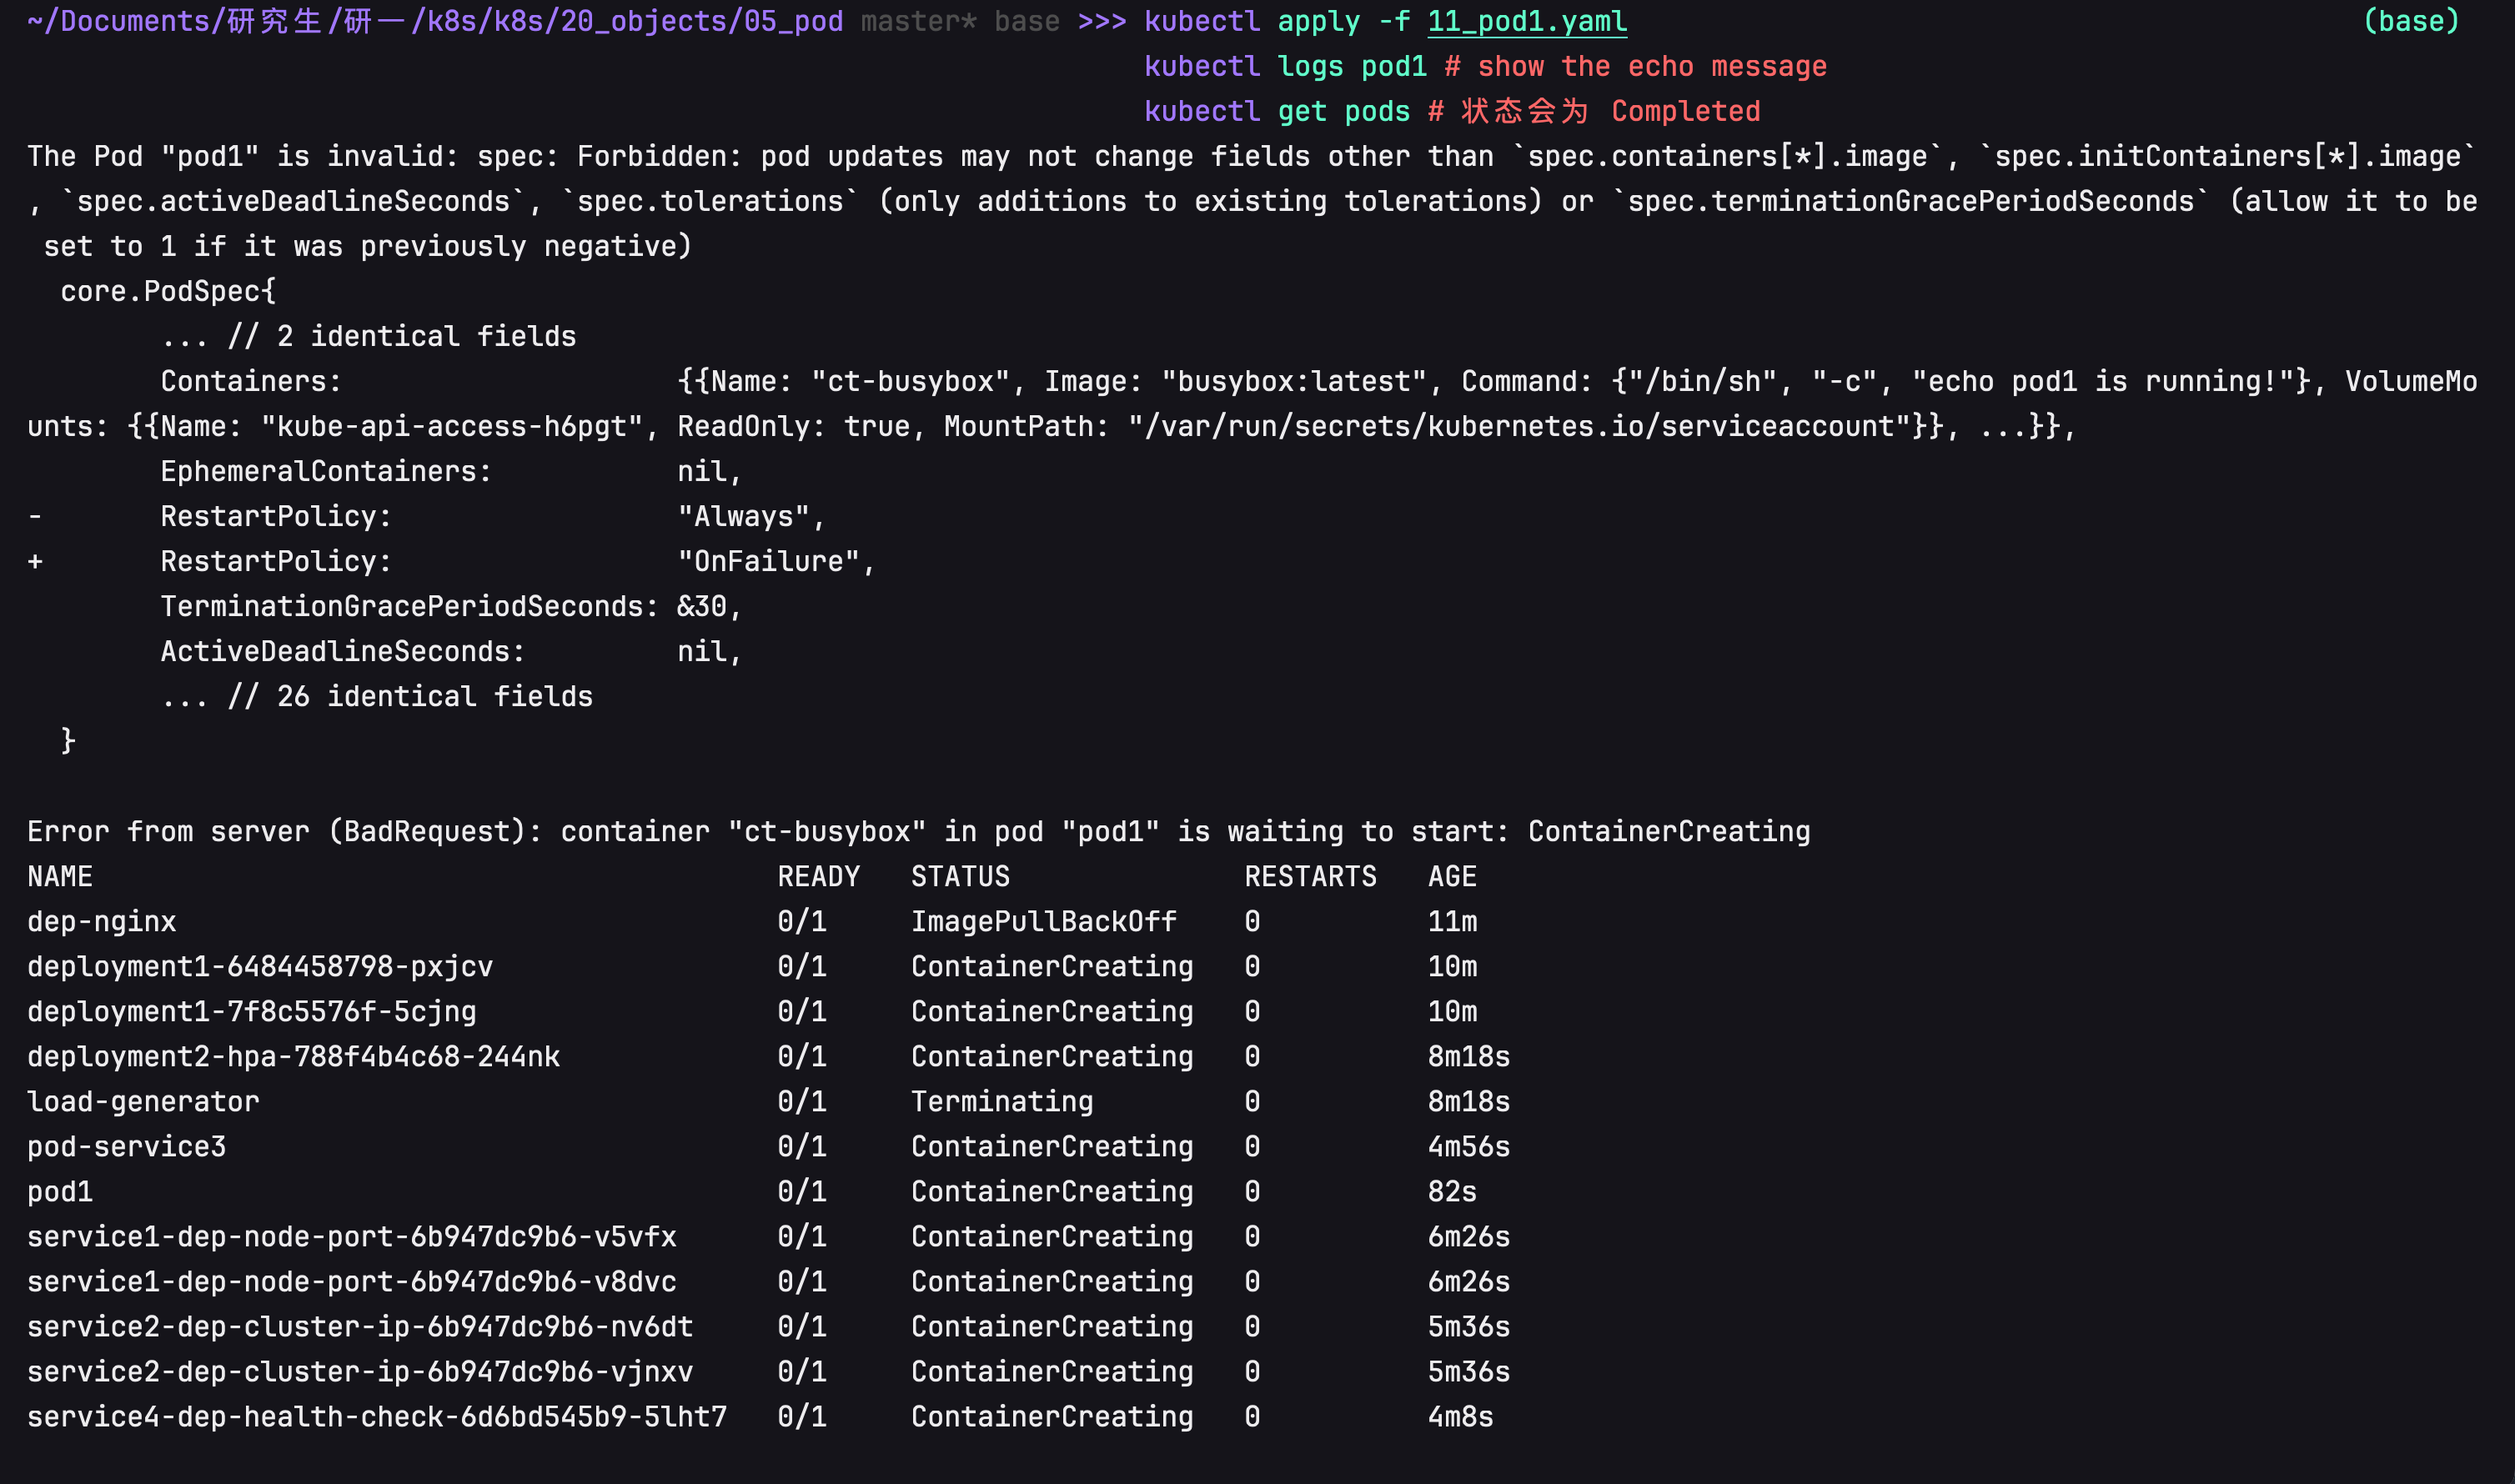 ~/Documents/研究生/研一/k8s/k8s/20_objects/05_pod master* base >>> kubectl apply -f 11_pod1.yaml (base)
kubectl logs pod1 # show the echo message
kubectl get pods # 状态会为 Completed
The Pod "pod1" is invalid: spec: Forbidden: pod updates may not change fields other than `spec.containers[*].image`, `spec.initContainers[*].image`
, `spec.activeDeadlineSeconds`, `spec.tolerations` (only additions to existing tolerations) or `spec.terminationGracePeriodSeconds` (allow it to be
 set to 1 if it was previously negative)
  core.PodSpec{
        ... // 2 identical fields
        Containers:                    {{Name: "ct-busybox", Image: "busybox:latest", Command: {"/bin/sh", "-c", "echo pod1 is running!"}, VolumeMo
unts: {{Name: "kube-api-access-h6pgt", ReadOnly: true, MountPath: "/var/run/secrets/kubernetes.io/serviceaccount"}}, ...}},
        EphemeralContainers:           nil,
-       RestartPolicy:                 "Always",
+       RestartPolicy:                 "OnFailure",
        TerminationGracePeriodSeconds: &30,
        ActiveDeadlineSeconds:         nil,
        ... // 26 identical fields
  }
Error from server (BadRequest): container "ct-busybox" in pod "pod1" is waiting to start: ContainerCreating
NAME                                         READY   STATUS              RESTARTS   AGE
dep-nginx                                    0/1     ImagePullBackOff    0          11m
deployment1-6484458798-pxjcv                 0/1     ContainerCreating   0          10m
deployment1-7f8c5576f-5cjng                  0/1     ContainerCreating   0          10m
deployment2-hpa-788f4b4c68-244nk             0/1     ContainerCreating   0          8m18s
load-generator                               0/1     Terminating         0          8m18s
pod-service3                                 0/1     ContainerCreating   0          4m56s
pod1                                         0/1     ContainerCreating   0          82s
service1-dep-node-port-6b947dc9b6-v5vfx      0/1     ContainerCreating   0          6m26s
service1-dep-node-port-6b947dc9b6-v8dvc      0/1     ContainerCreating   0          6m26s
service2-dep-cluster-ip-6b947dc9b6-nv6dt     0/1     ContainerCreating   0          5m36s
service2-dep-cluster-ip-6b947dc9b6-vjnxv     0/1     ContainerCreating   0          5m36s
service4-dep-health-check-6d6bd545b9-5lht7   0/1     ContainerCreating   0          4m8s